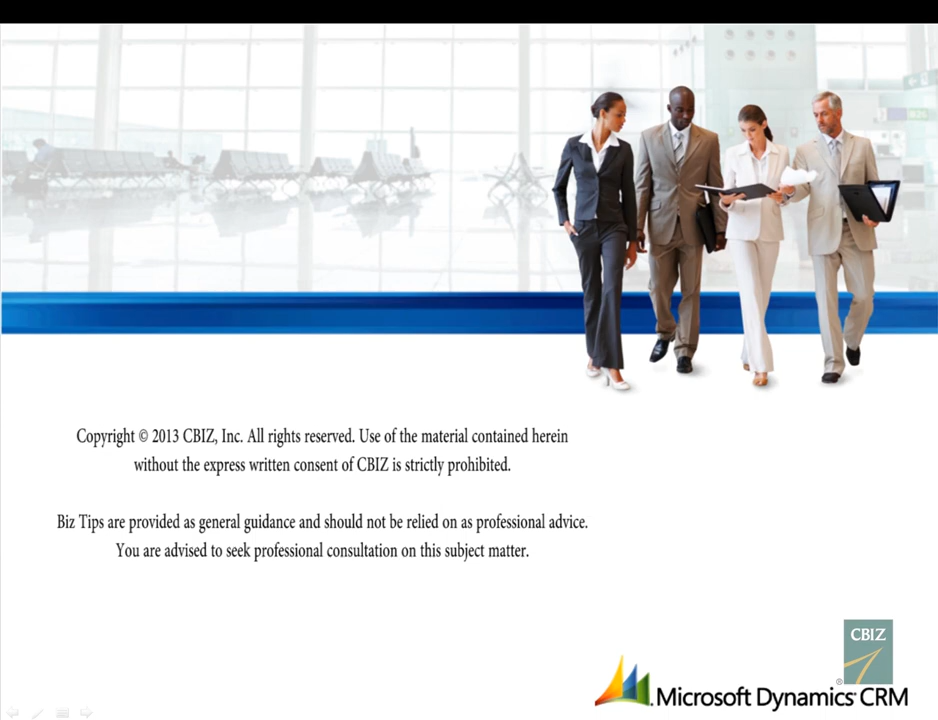 Copyright © 2013 CBIZ, Inc. All rights reserved. Use of the material contained herein
without the express written consent of CBIZ is strictly prohibited.
Biz Tips are provided as general guidance and should not be relied on as professional advice.
You are advised to seek professional consultation on this subject matter.
CBIZ
®
Microsoft Dynamics CRM